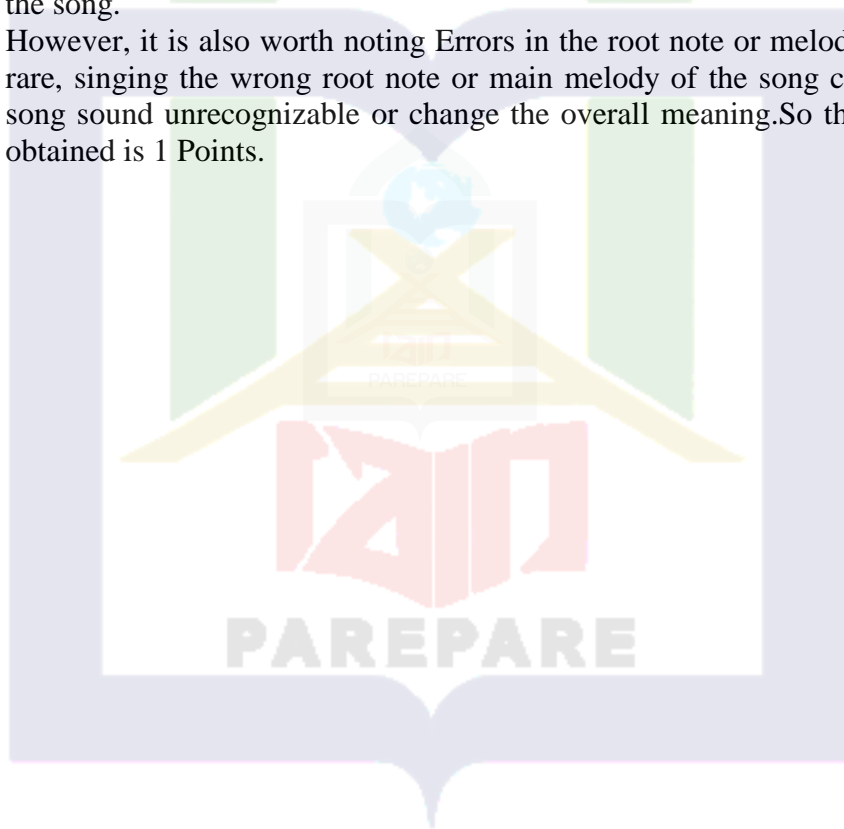 the song.
However, it is also worth noting Errors in the root note or melod
rare, singing the wrong root note or main melody of the song c
song sound unrecognizable or change the overall meaning.So th
obtained is 1 Points.
PAREPARE
PAREPARE